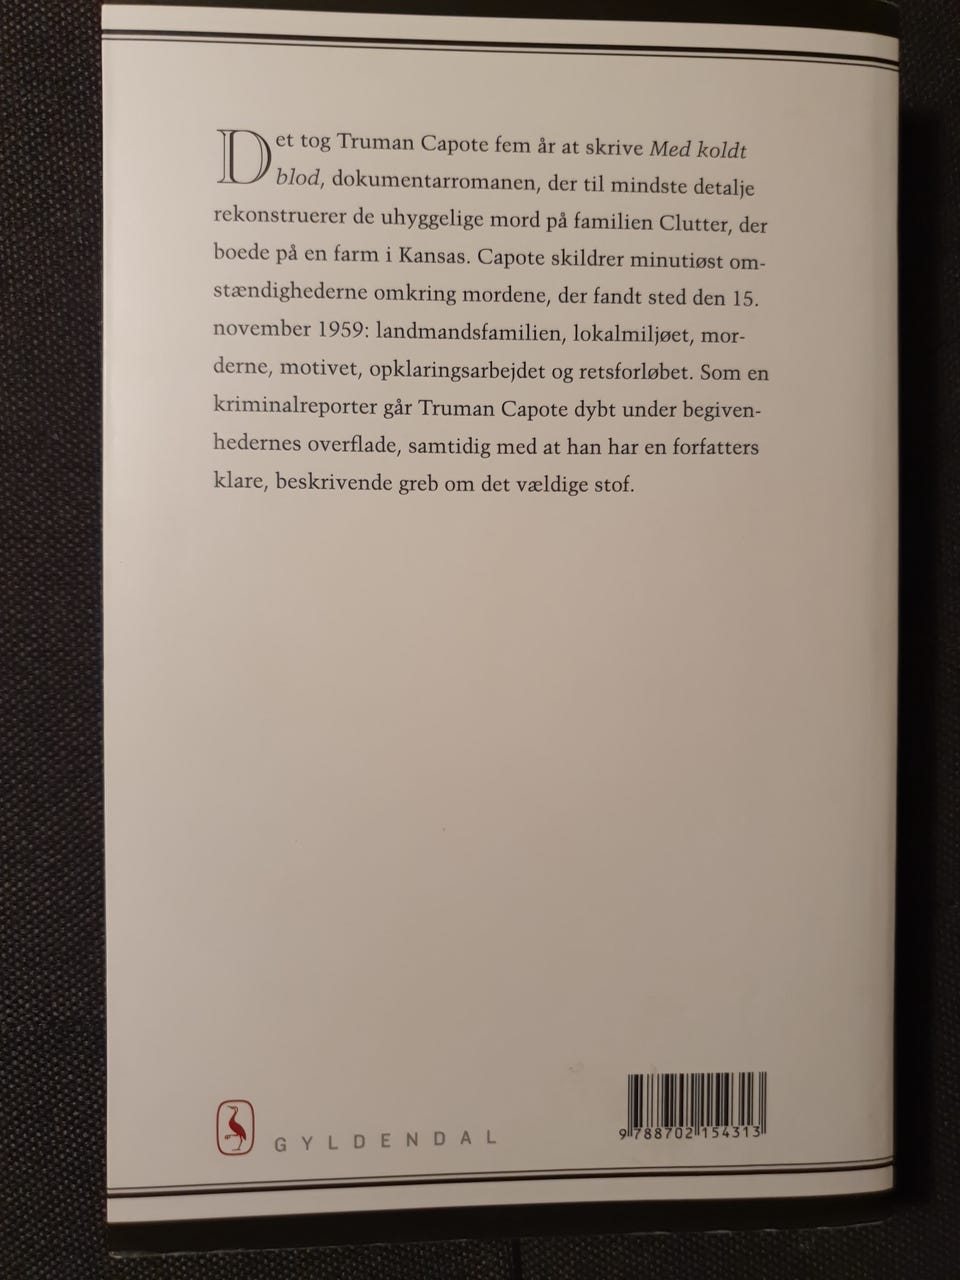 Det tog Truman Capote fem år at skrive Med koldt
blod, dokumentarromanen, der til mindste detalje
rekonstruerer de uhyggelige mord på familien Clutter, der
boede på en farm i Kansas. Capote skildrer minutiøst om-
stændighederne omkring mordene, der fandt sted den 15.
november 1959: landmandsfamilien, lokalmiljøet, mor-
derne, motivet, opklaringsarbejdet og retsforløbet. Som en
kriminalreporter går Truman Capote dybt under begiven-
hedernes overflade, samtidig med at han har en forfatters
klare, beskrivende greb om det vældige stof.
GYLDENDAL
9 788702 154313